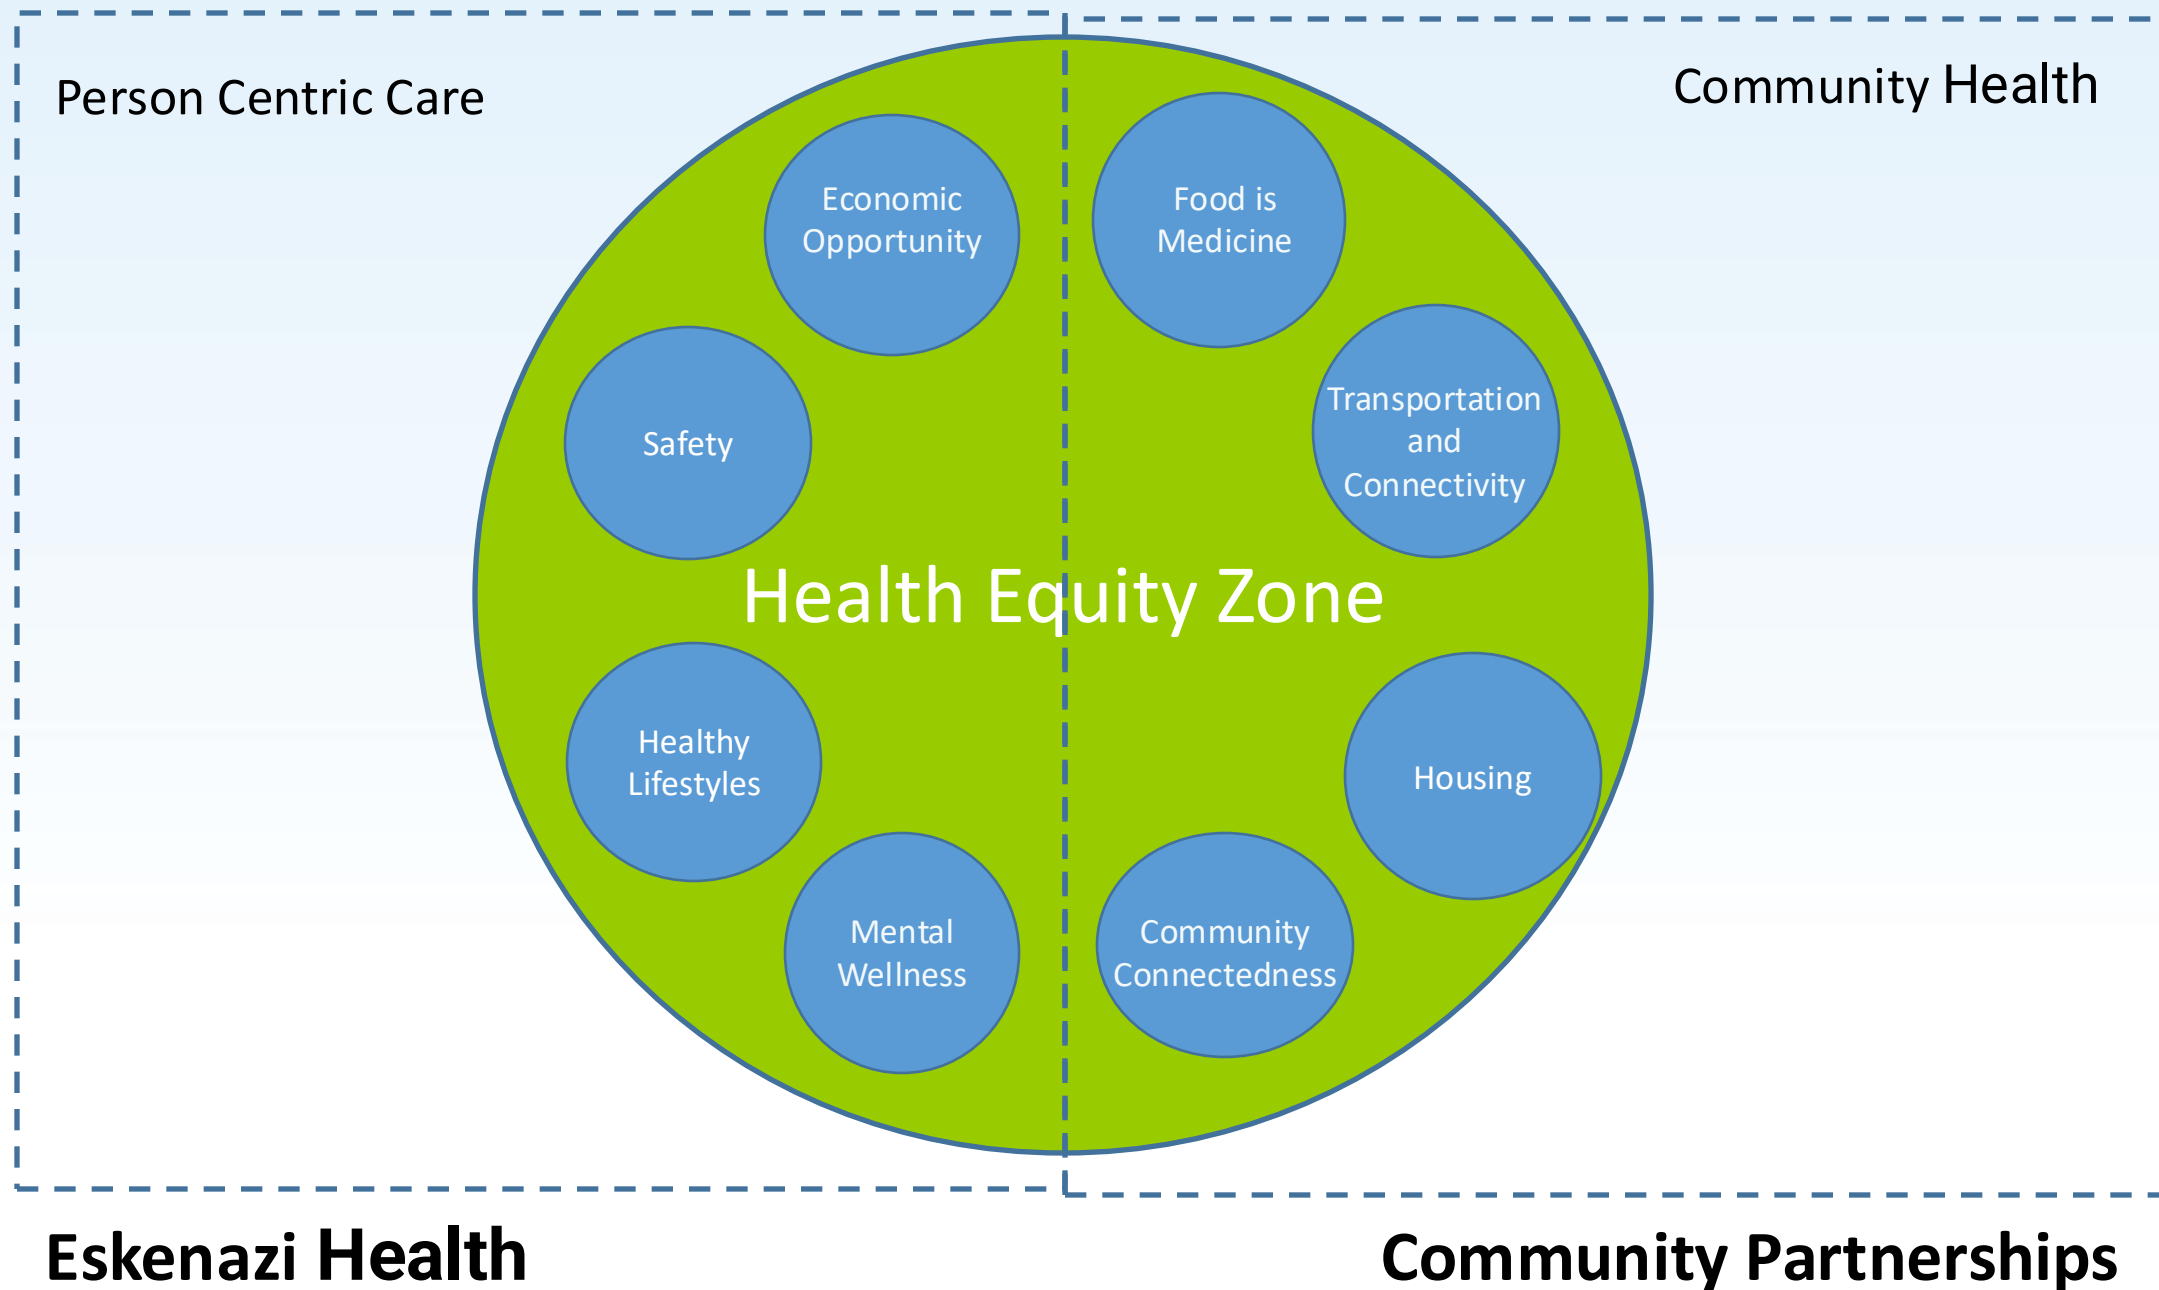 Person Centric Care
Community Health
Economic
Opportunity
Food is
Medicine
Safety
Transportation
and
Connectivity
Health Equity Zone
Healthy
Lifestyles
Housing
Mental
Wellness
Community
Connectedness
Eskenazi Health
Community Partnerships